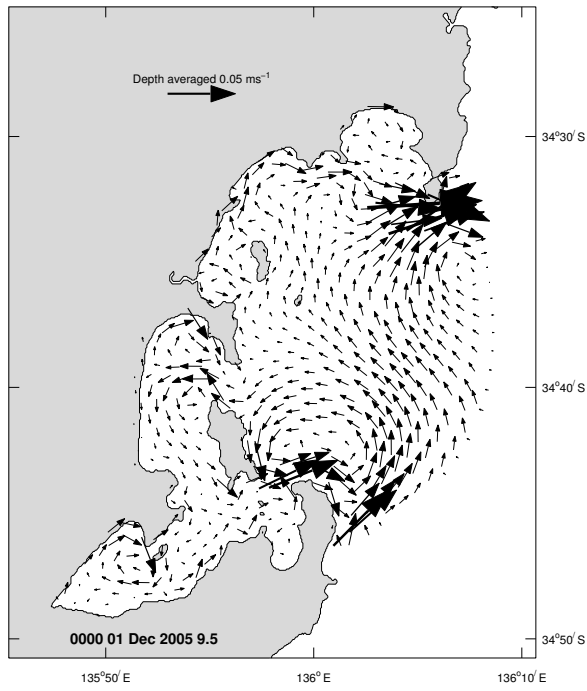 Depth averaged 0.05 ms⁻¹
34°30′ S
34°40′ S
0000 01 Dec 2005 9.5
34°50′ S
135°50′ E
136°E
136°10′ E